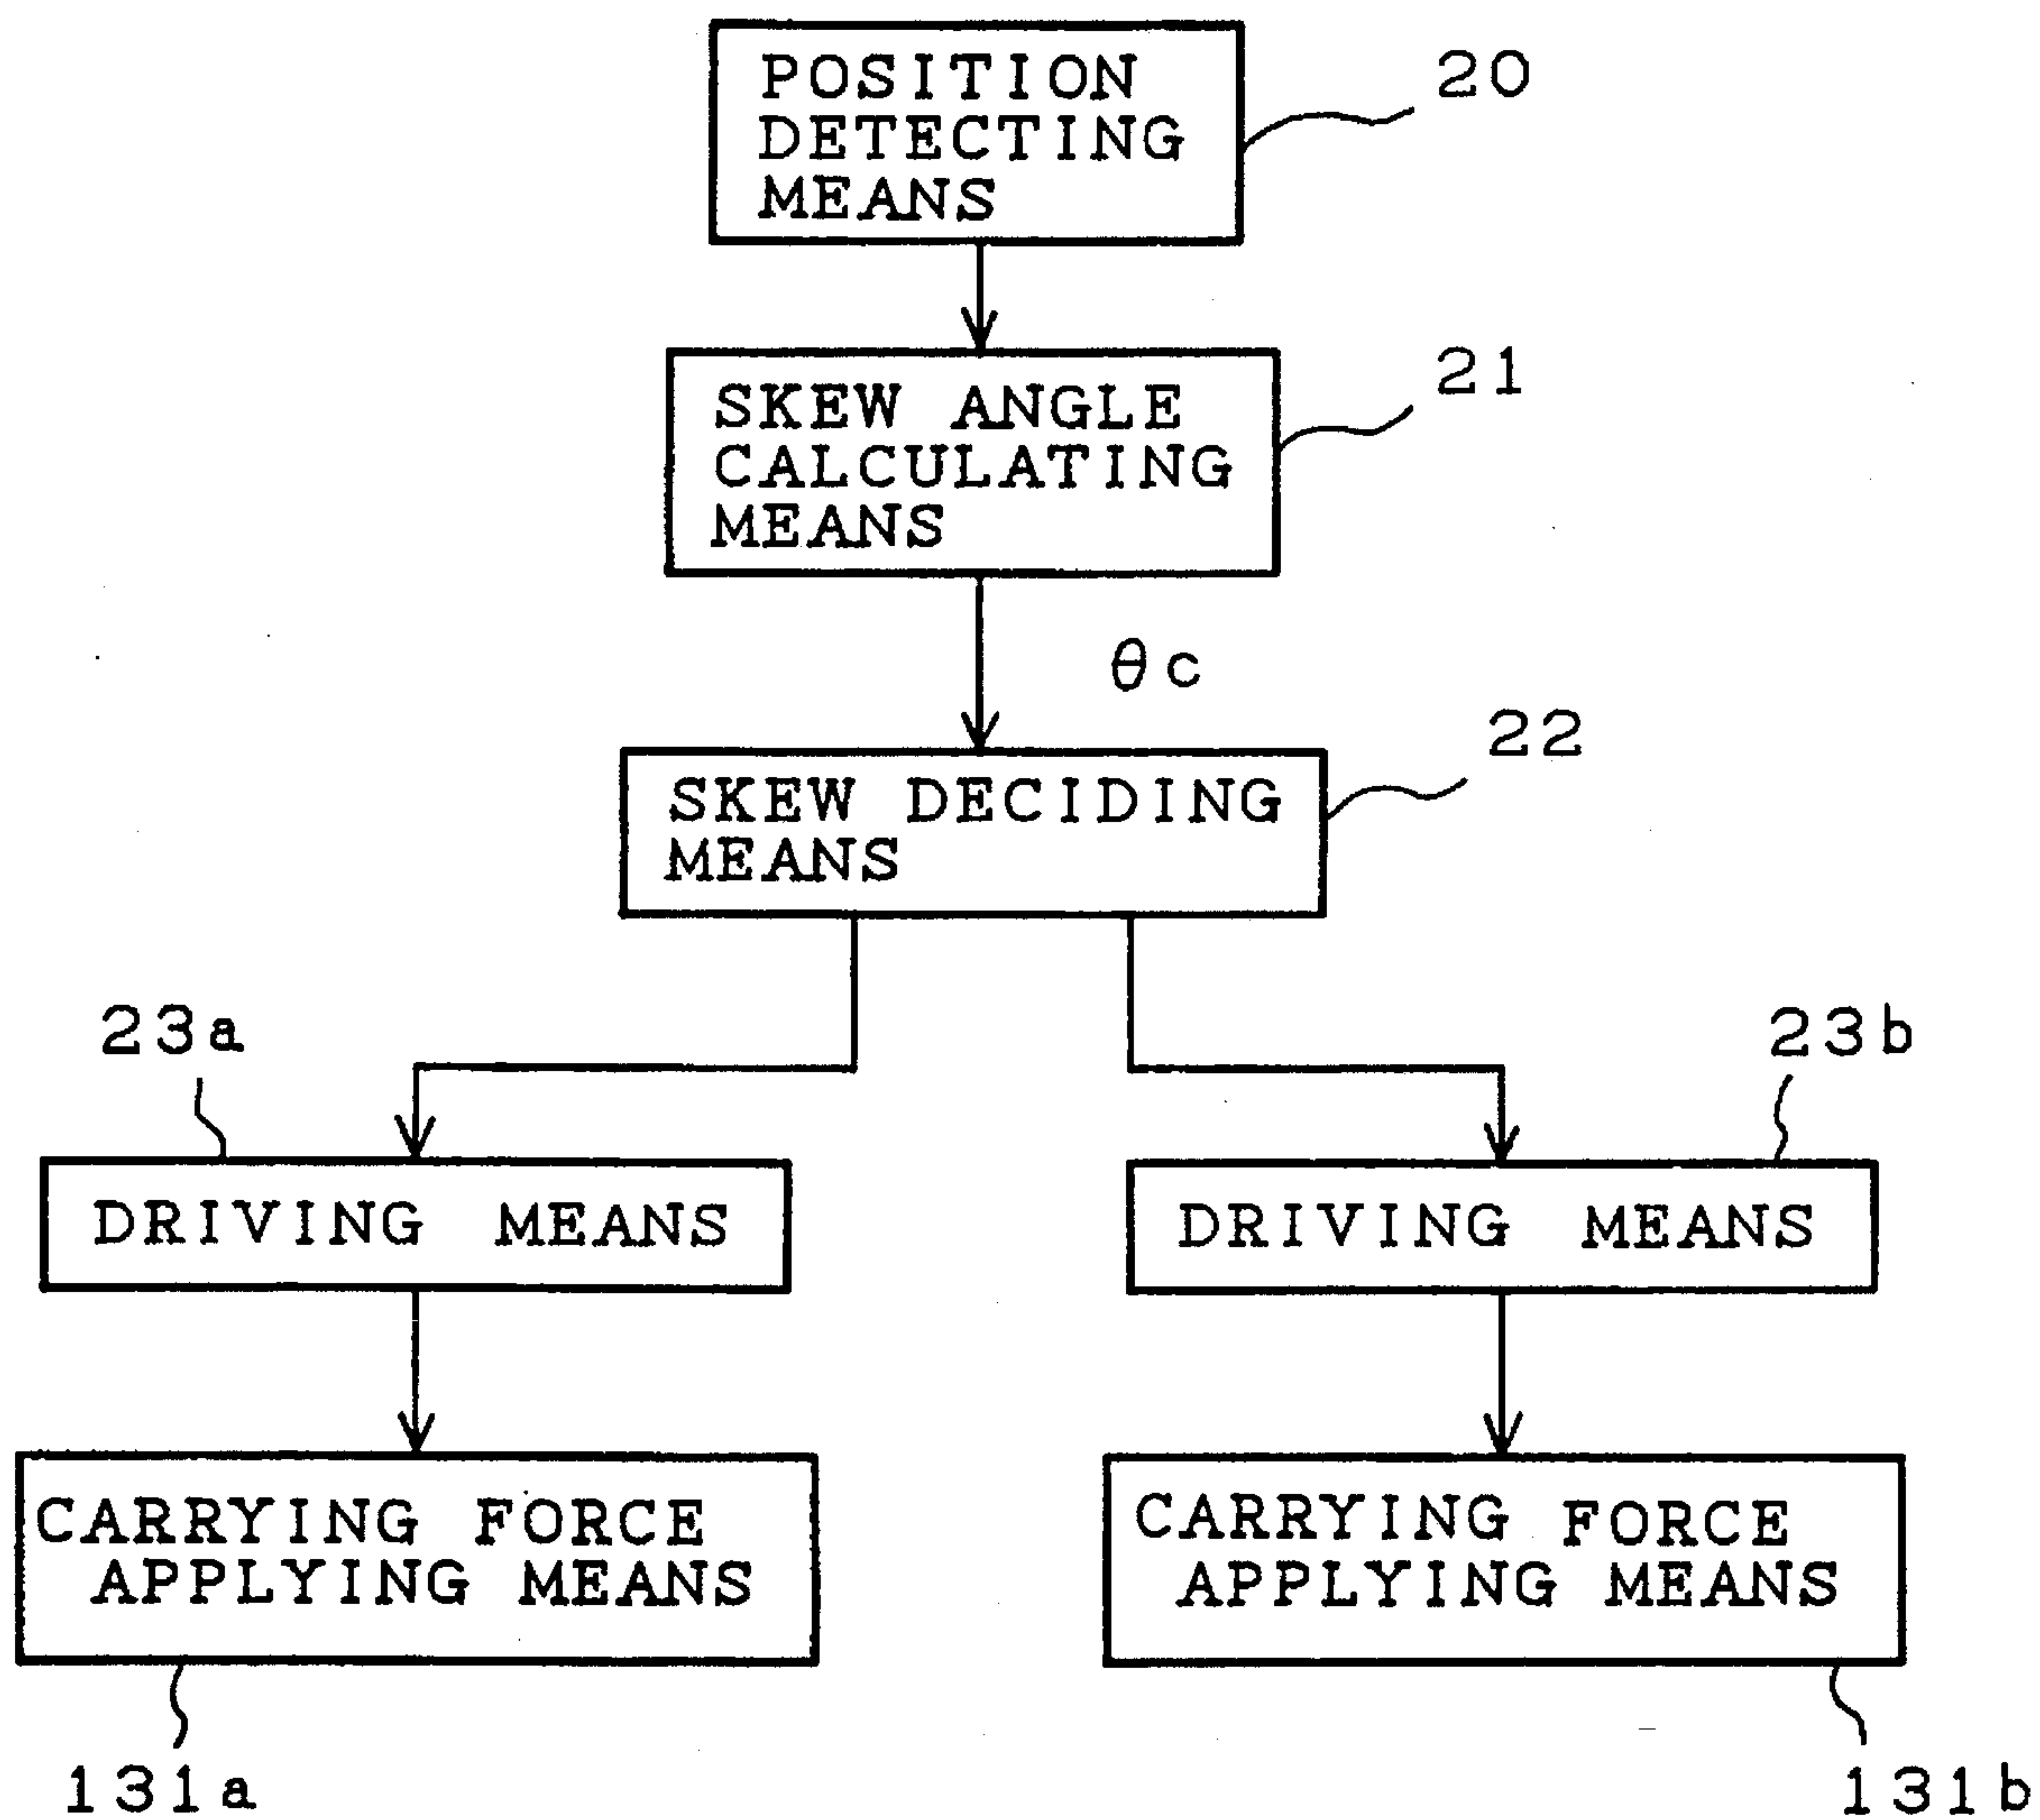 POSITION
DETECTING
MEANS
20
SKEW ANGLE
CALCULATING
MEANS
21
θc
SKEW DECIDING
MEANS
22
23a
23b
DRIVING MEANS
DRIVING MEANS
CARRYING FORCE
APPLYING MEANS
CARRYING FORCE
APPLYING MEANS
131a
131b